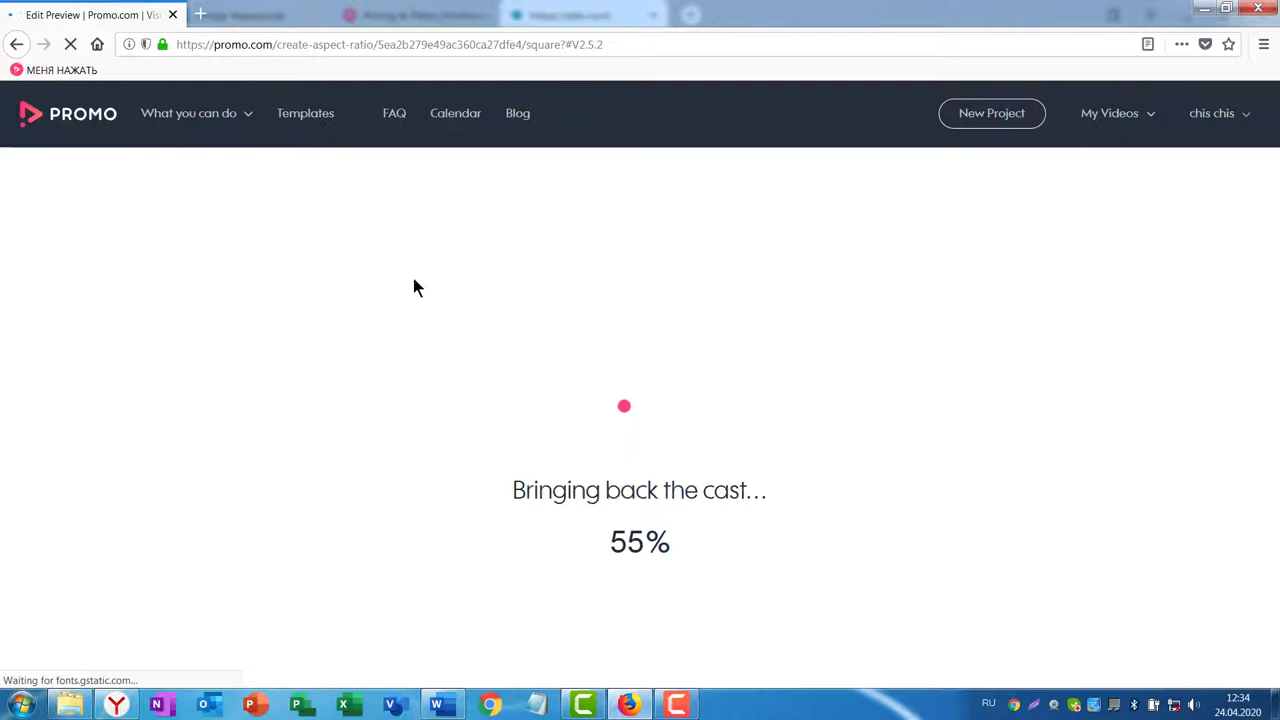 Edit Preview | Promo.com | Vis
https://promo.com/create-aspect-ratio/5ea2b279e49ac360ca27dfe4/square?#V2.5.2
МЕНЯ НАЖАТЬ
PROMO
What you can do
Templates
FAQ
Calendar
Blog
New Project
My Videos
chis chis
Bringing back the cast...
55%
Waiting for fonts.gstatic.com...
RU
12:34
24.04.2020